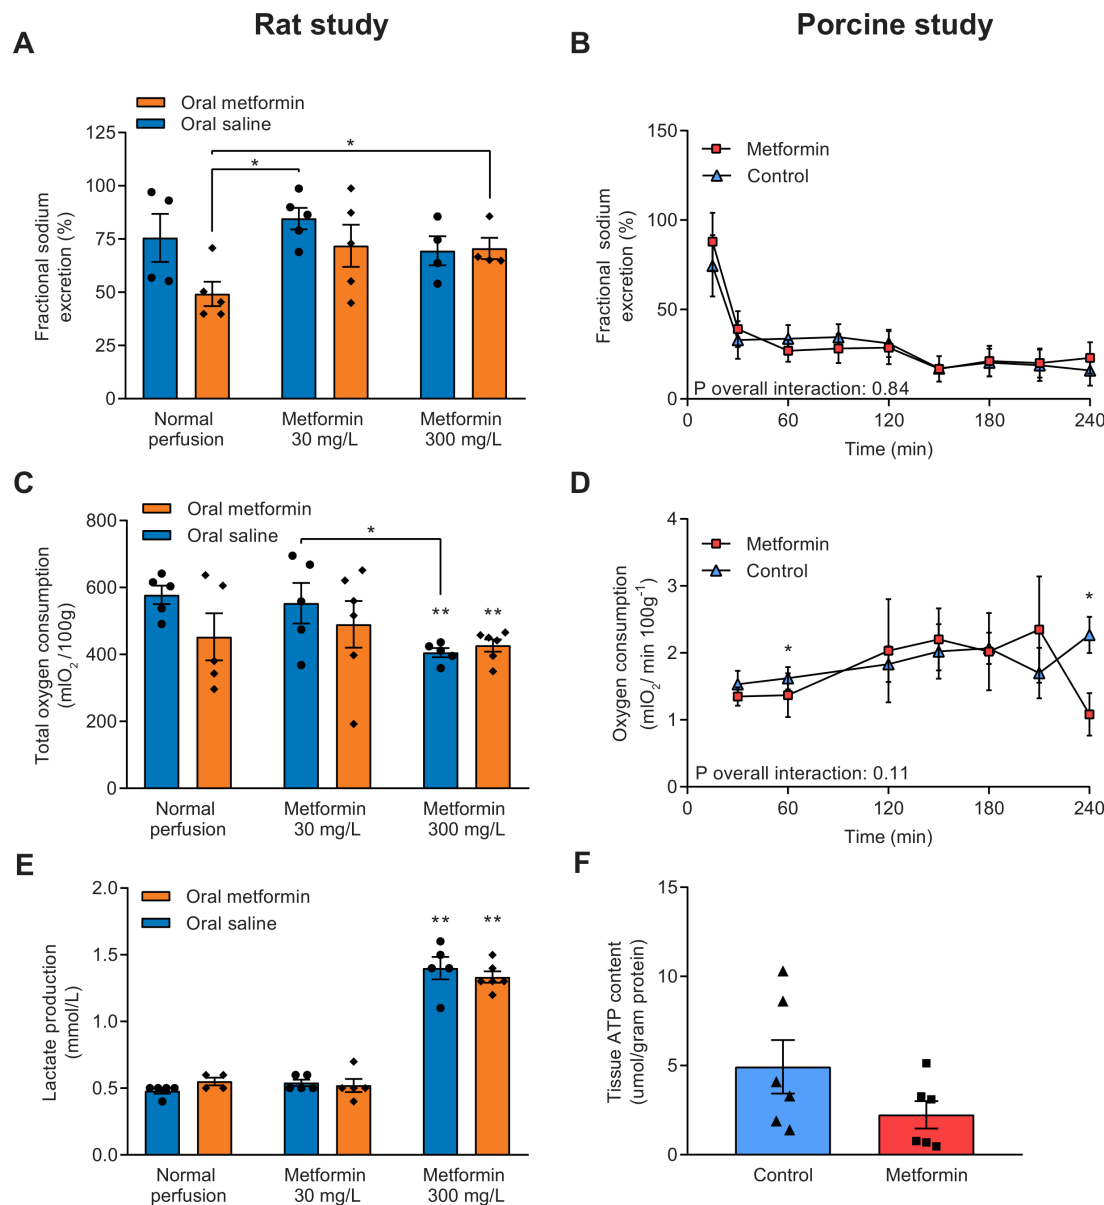 Rat study
Porcine study
A
Oral metformin
Oral saline
Fractional sodium
excretion (%)
125
100
75
50
25
0
*
*
Normal
perfusion
Metformin
30 mg/L
Metformin
300 mg/L
B
Metformin
Control
Fractional sodium
excretion (%)
150
100
50
0
P overall interaction: 0.84
0
60
120
180
240
Time (min)
C
Oral metformin
Oral saline
Total oxygen consumption
(mlO₂ / 100g)
800
600
400
200
0
*
**
**
Normal
perfusion
Metformin
30 mg/L
Metformin
300 mg/L
D
Metformin
Control
Oxygen consumption
(mlO₂/ min 100g⁻¹)
4
3
2
1
0
*
*
P overall interaction: 0.11
0
60
120
180
240
Time (min)
E
Oral metformin
Oral saline
Lactate production
(mmol/L)
2.0
1.5
1.0
0.5
0.0
**
**
Normal
perfusion
Metformin
30 mg/L
Metformin
300 mg/L
F
Tissue ATP content
(umol/gram protein)
15
10
5
0
Control
Metformin